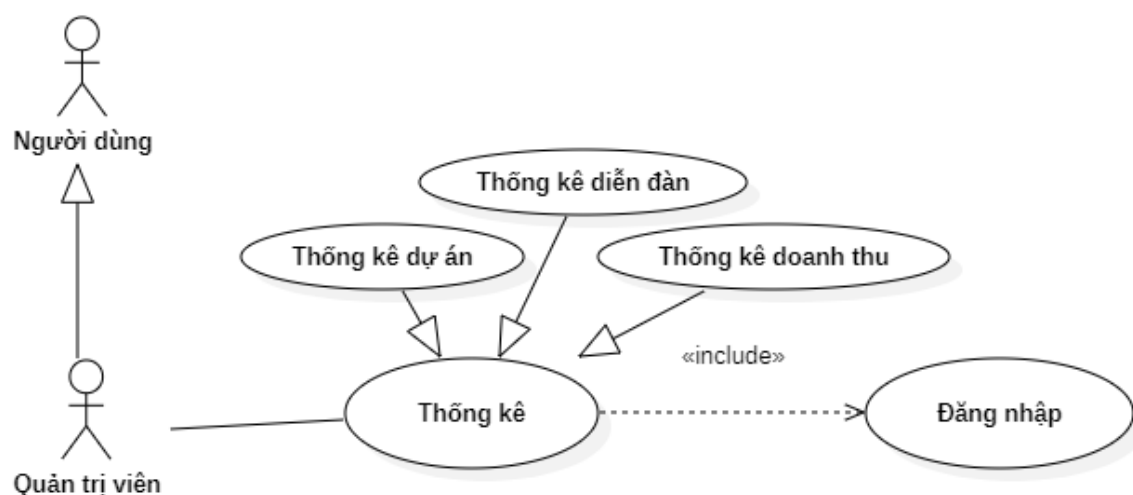 Người dùng
Thống kê diễn đàn
Thống kê dự án
Thống kê doanh thu
«include»
Thống kê
Đăng nhập
Quản trị viên